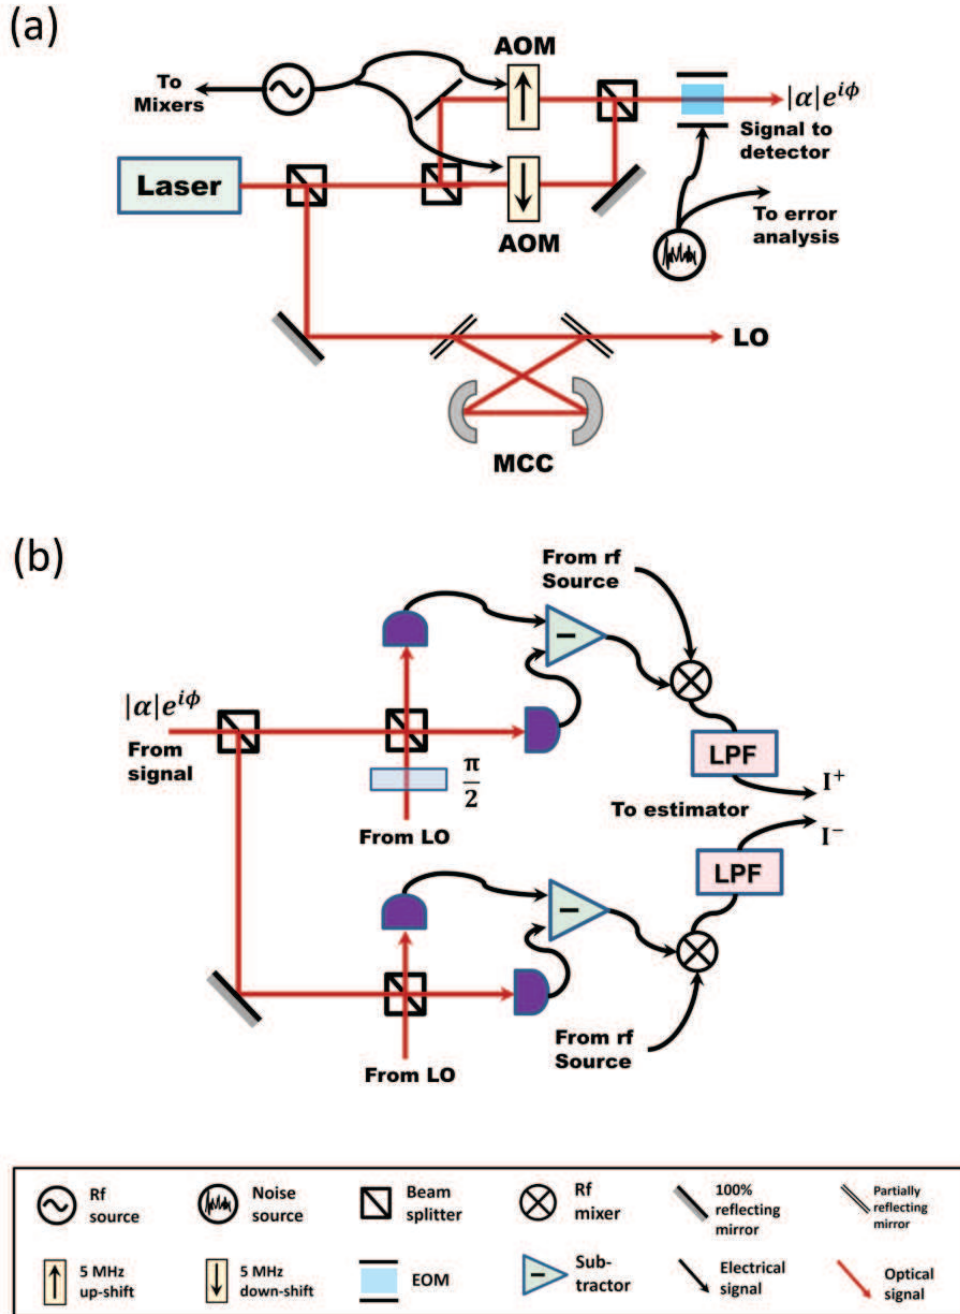 (a)
AOM
To
Mixers
|α|e^{iϕ}
Signal to
detector
Laser
To error
analysis
AOM
LO
MCC
(b)
From rf
Source
|α|e^{iϕ}
From
signal
π/2
LPF
I⁺
From LO
To estimator
I⁻
LPF
From rf
Source
From LO
Rf
source
Noise
source
Beam
splitter
Rf
mixer
100%
reflecting
mirror
Partially
reflecting
mirror
5 MHz
up-shift
5 MHz
down-shift
EOM
Sub-
tractor
Electrical
signal
Optical
signal